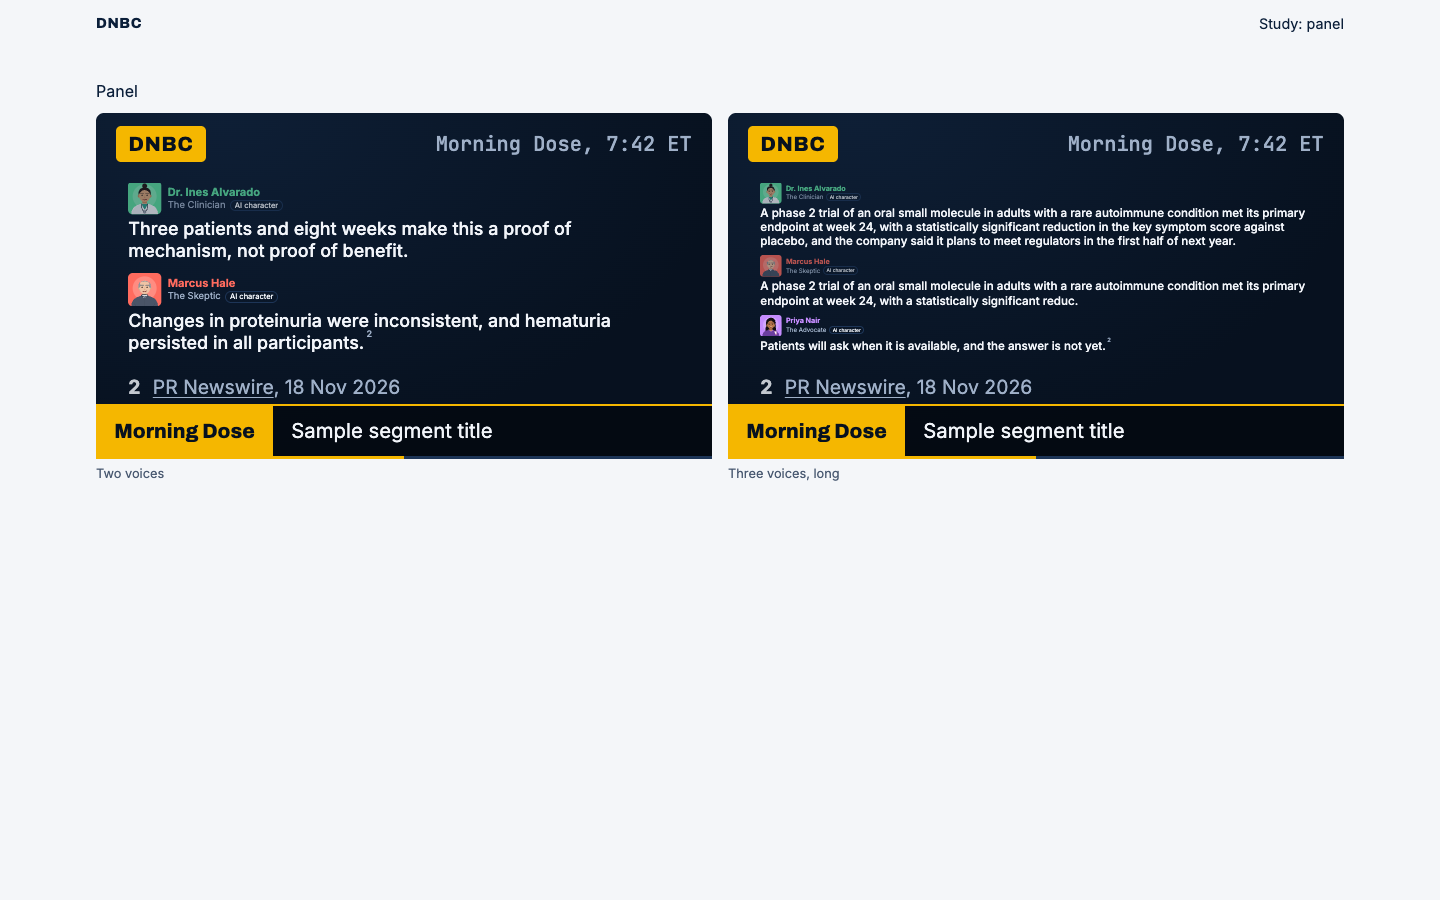 DNBC
Study: panel
Panel
DNBC
Morning Dose, 7:42 ET
Dr. Ines Alvarado
The Clinician AI character
Three patients and eight weeks make this a proof of
mechanism, not proof of benefit.
Marcus Hale
The Skeptic AI character
Changes in proteinuria were inconsistent, and hematuria
persisted in all participants. 2
2 PR Newswire, 18 Nov 2026
Morning Dose
Sample segment title
Two voices
DNBC
Morning Dose, 7:42 ET
Dr. Ines Alvarado
The Clinician AI character
A phase 2 trial of an oral small molecule in adults with a rare autoimmune condition met its primary
endpoint at week 24, with a statistically significant reduction in the key symptom score against
placebo, and the company said it plans to meet regulators in the first half of next year.
Marcus Hale
The Skeptic AI character
A phase 2 trial of an oral small molecule in adults with a rare autoimmune condition met its primary
endpoint at week 24, with a statistically significant reduc.
Priya Nair
The Advocate AI character
Patients will ask when it is available, and the answer is not yet. 2
2 PR Newswire, 18 Nov 2026
Morning Dose
Sample segment title
Three voices, long